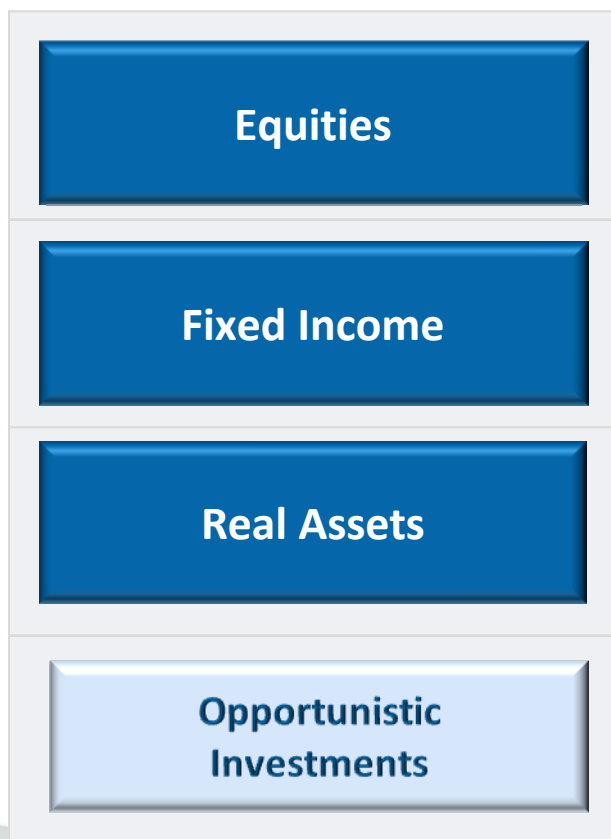 Equities
Fixed Income
Real Assets
Opportunistic
Investments